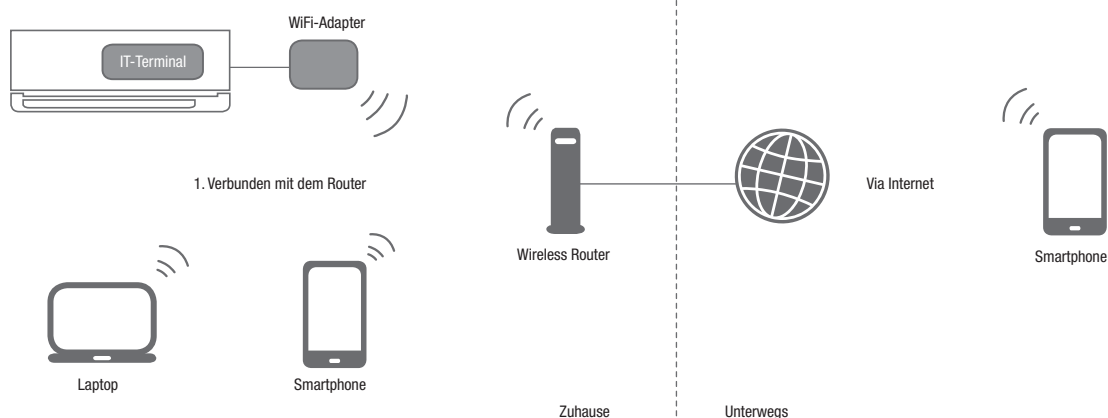 WiFi-Adapter
IT-Terminal
1. Verbunden mit dem Router
Via Internet
Wireless Router
Smartphone
Laptop
Smartphone
Zuhause
Unterwegs